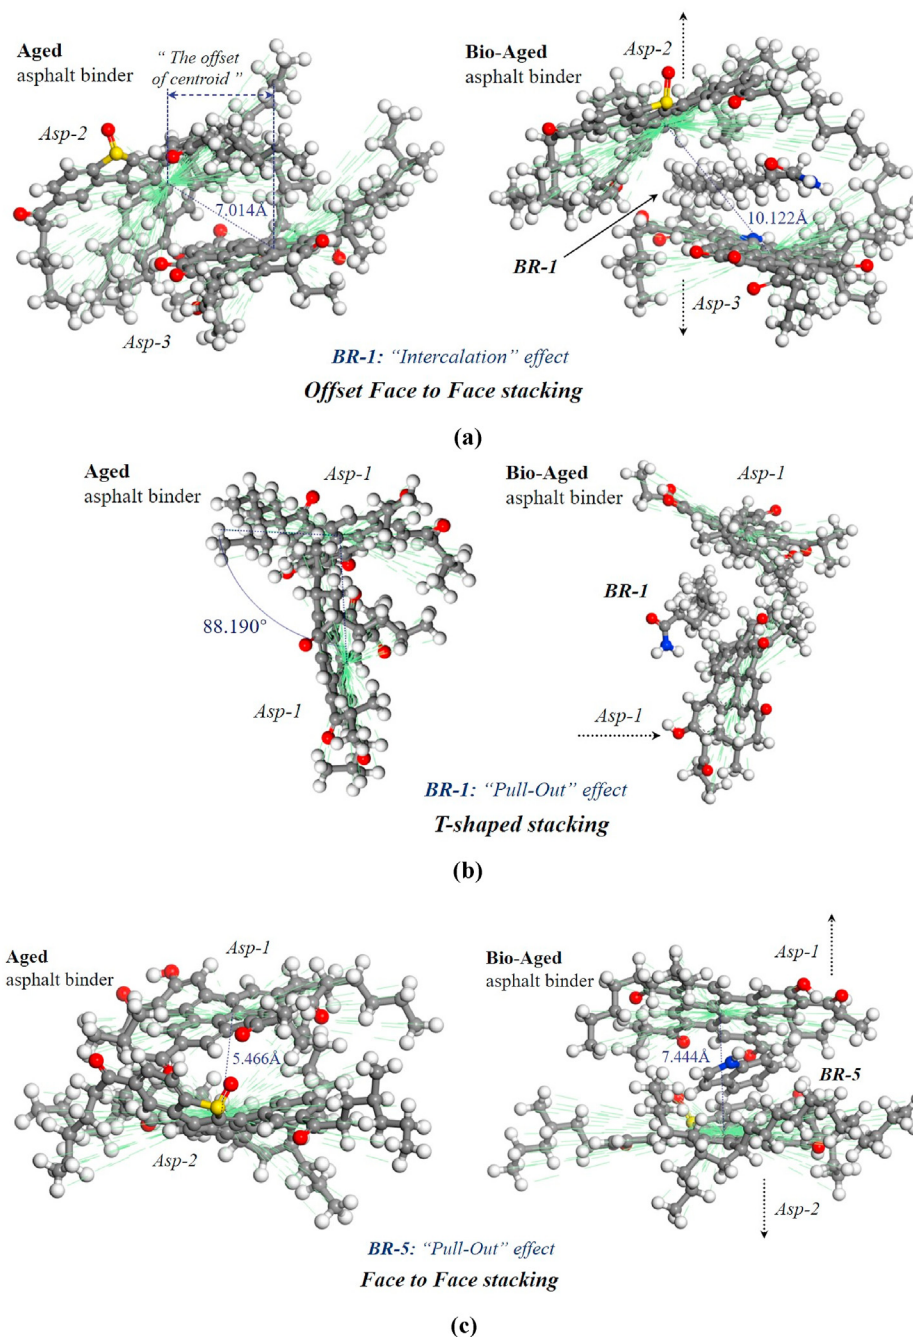 Aged
asphalt binder
“ The offset
of centroid ”
Asp-2
7.014Å
Asp-3
Bio-Aged
asphalt binder
Asp-2
10.122Å
BR-1
Asp-3
BR-1: “Intercalation” effect
Offset Face to Face stacking
(a)
Aged
asphalt binder
Asp-1
88.190°
Asp-1
Bio-Aged
asphalt binder
Asp-1
BR-1
Asp-1
BR-1: “Pull-Out” effect
T-shaped stacking
(b)
Aged
asphalt binder
Asp-1
5.466Å
Asp-2
Bio-Aged
asphalt binder
Asp-1
7.444Å
BR-5
Asp-2
BR-5: “Pull-Out” effect
Face to Face stacking
(c)